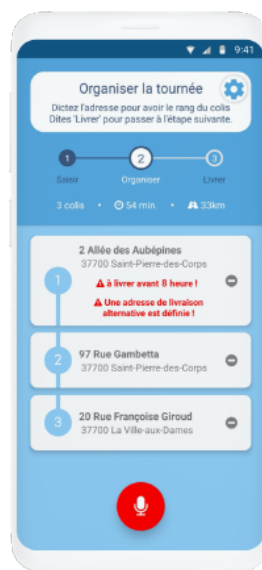 9:41
Organiser la tournée
Dictez l'adresse pour avoir le rang du colis
Dites 'Livrer' pour passer à l'étape suivante.
1 2 3
Saisir Organiser Livrer
3 colis • 54 min. • 33km
1
2 Allée des Aubépines
37700 Saint-Pierre-des-Corps
à livrer avant 8 heure !
Une adresse de livraison
alternative est définie !
2
97 Rue Gambetta
37700 Saint-Pierre-des-Corps
3
20 Rue Françoise Giroud
37700 La Ville-aux-Dames